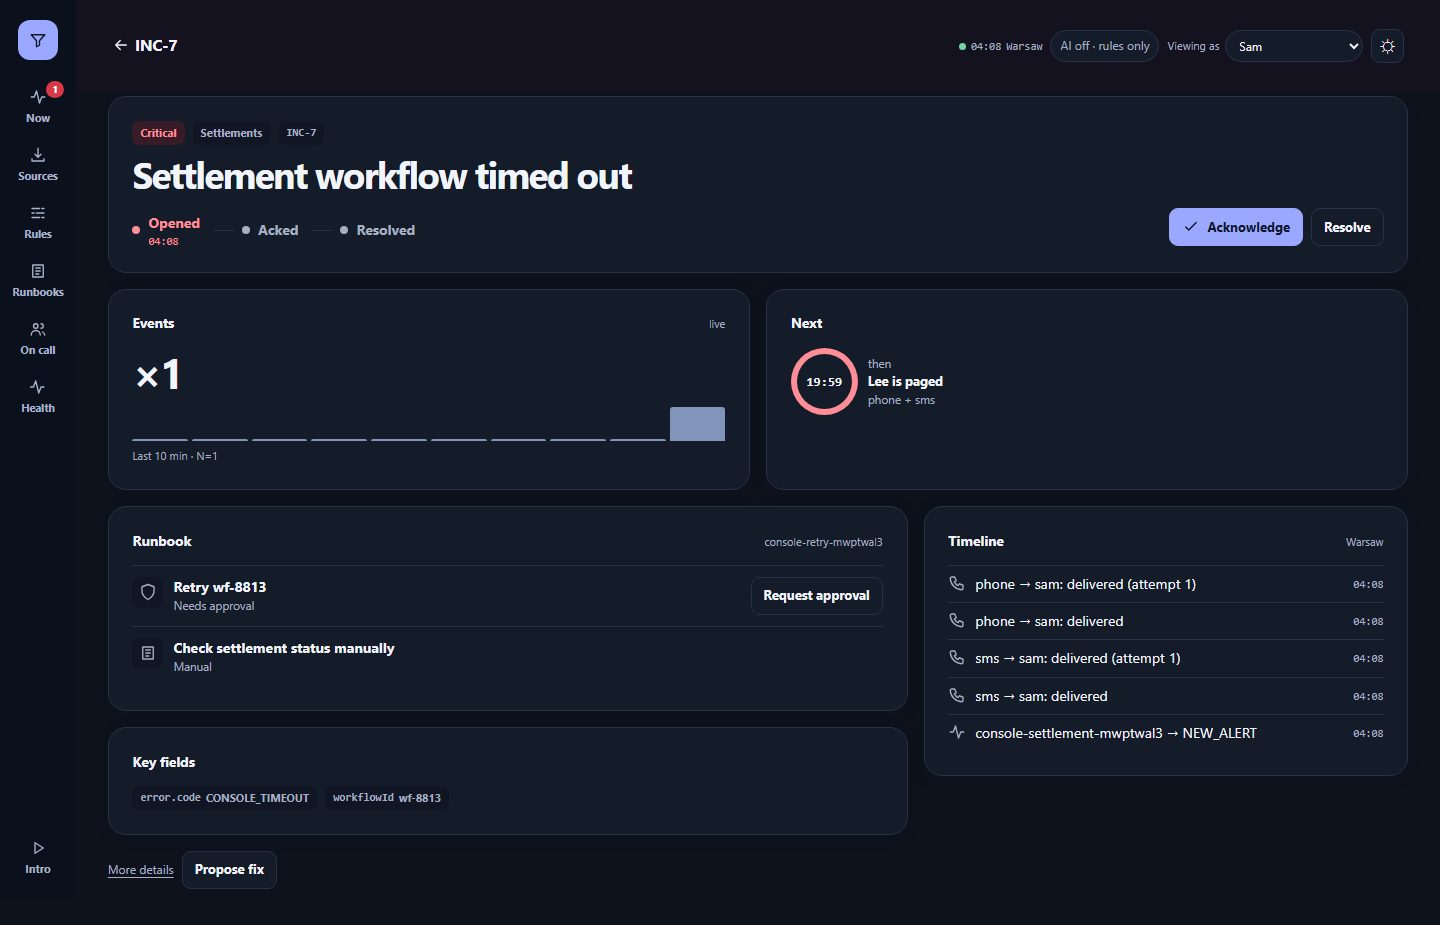 1
Now
Sources
Rules
Runbooks
On call
Health
Intro
← INC-7
04:08 Warsaw
AI off · rules only
Viewing as
Sam
Critical
Settlements
INC-7
Settlement workflow timed out
Opened
04:08
Acked
Resolved
Acknowledge
Resolve
Events
live
×1
Last 10 min · N=1
Next
19:59
then
Lee is paged
phone + sms
Runbook
console-retry-mwptwal3
Retry wf-8813
Needs approval
Request approval
Check settlement status manually
Manual
Key fields
error.code CONSOLE_TIMEOUT
workflowId wf-8813
More details
Propose fix
Timeline
Warsaw
phone → sam: delivered (attempt 1) 04:08
phone → sam: delivered 04:08
sms → sam: delivered (attempt 1) 04:08
sms → sam: delivered 04:08
console-settlement-mwptwal3 → NEW_ALERT 04:08